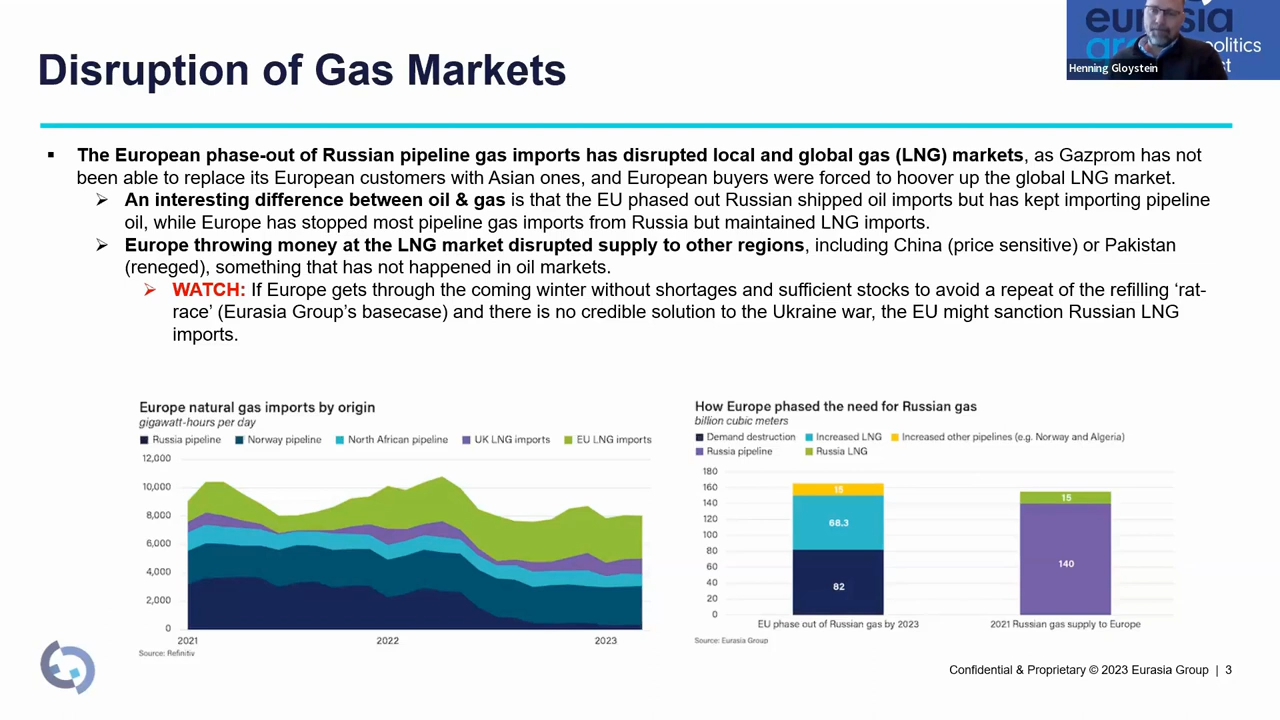 eurasia
politics
Henning Gloystein
Disruption of Gas Markets
▪ The European phase-out of Russian pipeline gas imports has disrupted local and global gas (LNG) markets, as Gazprom has not
been able to replace its European customers with Asian ones, and European buyers were forced to hoover up the global LNG market.
➢ An interesting difference between oil & gas is that the EU phased out Russian shipped oil imports but has kept importing pipeline
oil, while Europe has stopped most pipeline gas imports from Russia but maintained LNG imports.
➢ Europe throwing money at the LNG market disrupted supply to other regions, including China (price sensitive) or Pakistan
(reneged), something that has not happened in oil markets.
➢ WATCH: If Europe gets through the coming winter without shortages and sufficient stocks to avoid a repeat of the refilling ‘rat-
race’ (Eurasia Group’s basecase) and there is no credible solution to the Ukraine war, the EU might sanction Russian LNG
imports.
Europe natural gas imports by origin
gigawatt-hours per day
Russia pipeline Norway pipeline North African pipeline UK LNG imports EU LNG imports
12,000
10,000
8,000
6,000
4,000
2,000
0
2021 2022 2023
Source: Refinitiv
How Europe phased the need for Russian gas
billion cubic meters
Demand destruction Increased LNG Increased other pipelines (e.g. Norway and Algeria)
Russia pipeline Russia LNG
180
160
140
120
100
80
60
40
20
0
15
68.3
82
15
140
EU phase out of Russian gas by 2023 2021 Russian gas supply to Europe
Source: Eurasia Group
Confidential & Proprietary © 2023 Eurasia Group | 3